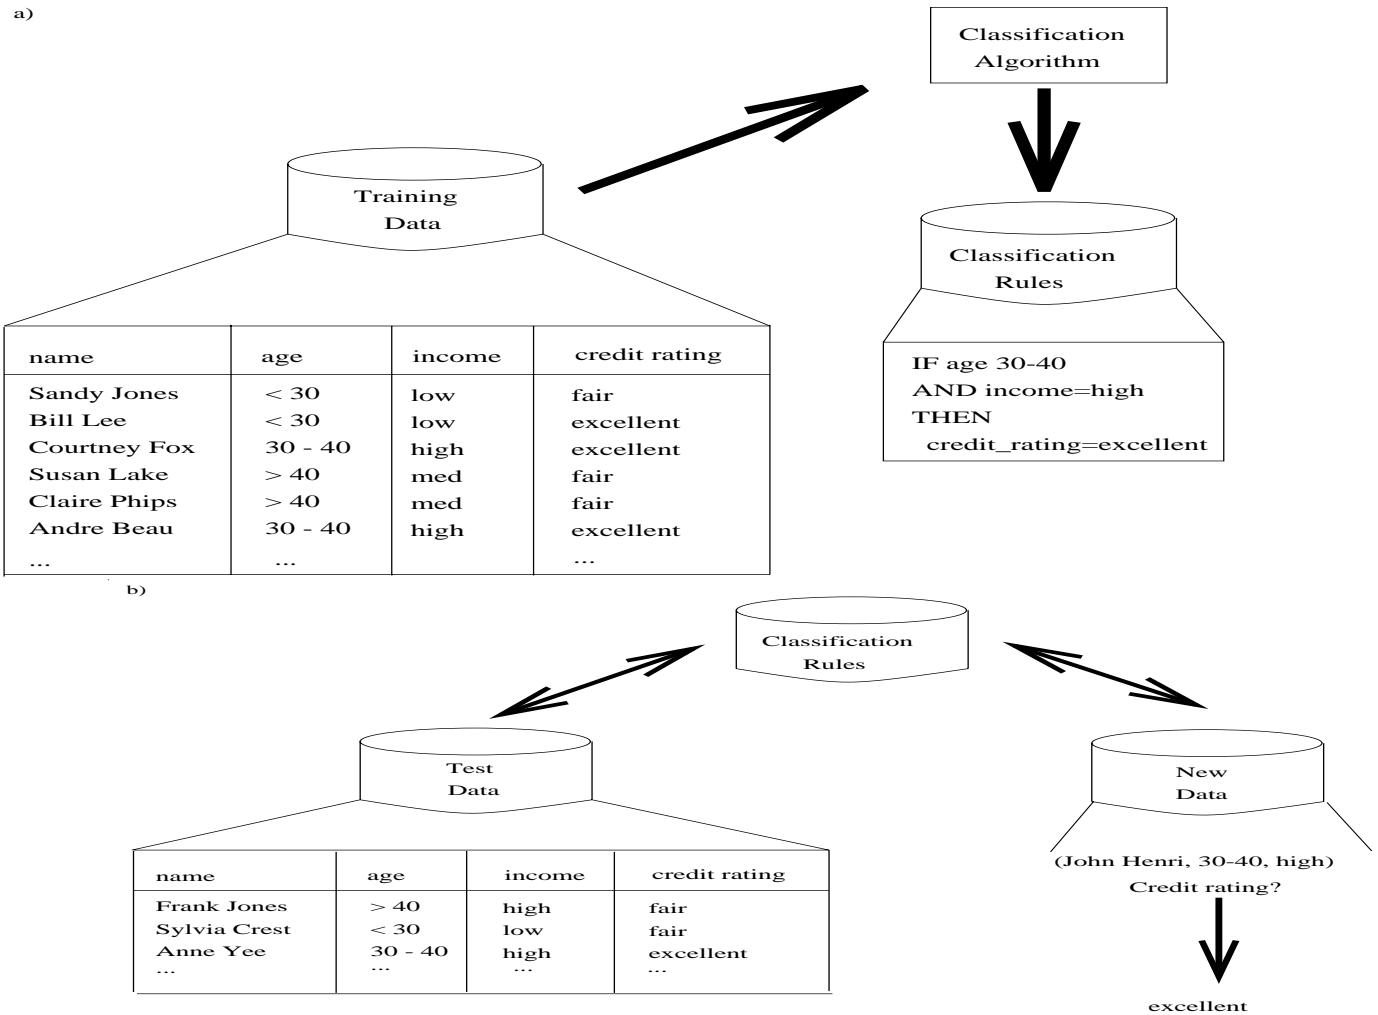 a)
Classification
Algorithm
Training
Data
Classification
Rules
name age income credit rating
Sandy Jones < 30 low fair
Bill Lee < 30 low excellent
Courtney Fox 30 - 40 high excellent
Susan Lake > 40 med fair
Claire Phips > 40 med fair
Andre Beau 30 - 40 high excellent
... ... ...
IF age 30-40
AND income=high
THEN
credit_rating=excellent
b)
Classification
Rules
Test
Data
New
Data
name age income credit rating
Frank Jones > 40 high fair
Sylvia Crest < 30 low fair
Anne Yee 30 - 40 high excellent
... ... ... ...
(John Henri, 30-40, high)
Credit rating?
excellent